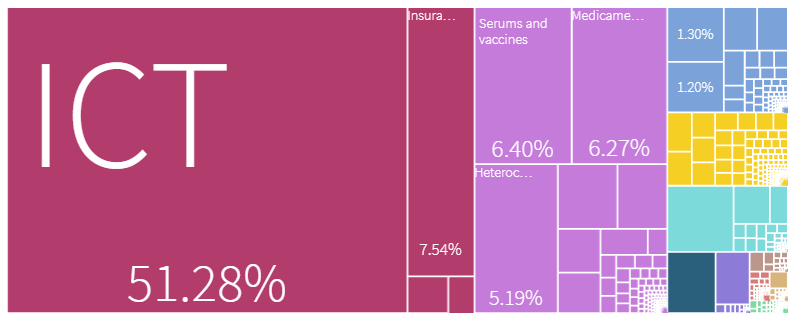 ICT
51.28%
Insura...
7.54%
Serums and
vaccines
6.40%
Medicame...
6.27%
Heteroc...
5.19%
1.30%
1.20%